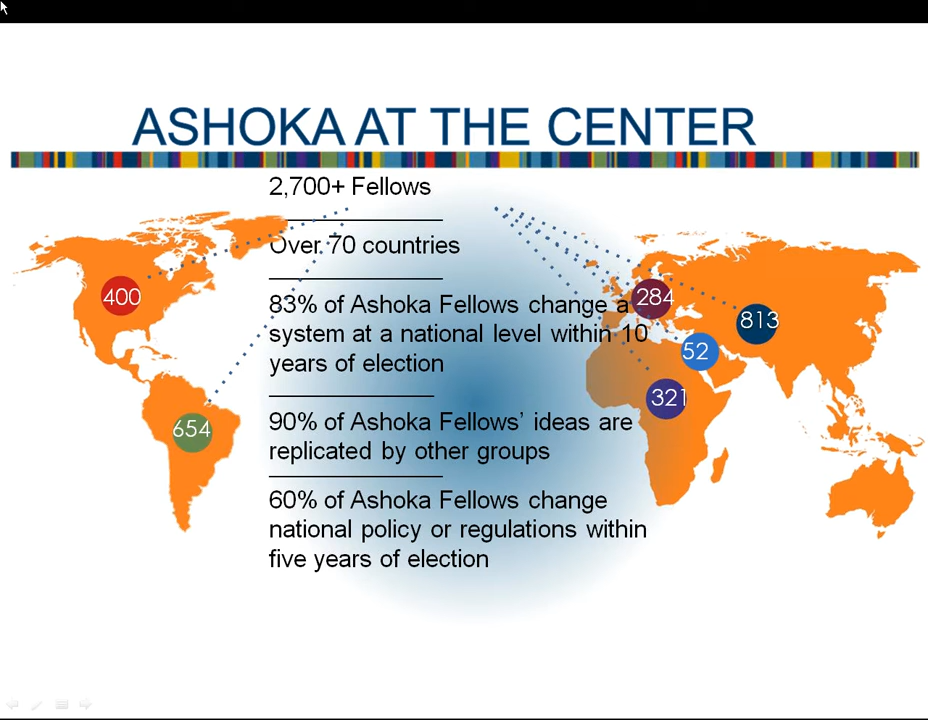 ASHOKA AT THE CENTER
2,700+ Fellows
Over 70 countries
83% of Ashoka Fellows change a
system at a national level within 10
years of election
90% of Ashoka Fellows’ ideas are
replicated by other groups
60% of Ashoka Fellows change
national policy or regulations within
five years of election
400
654
284
813
52
321